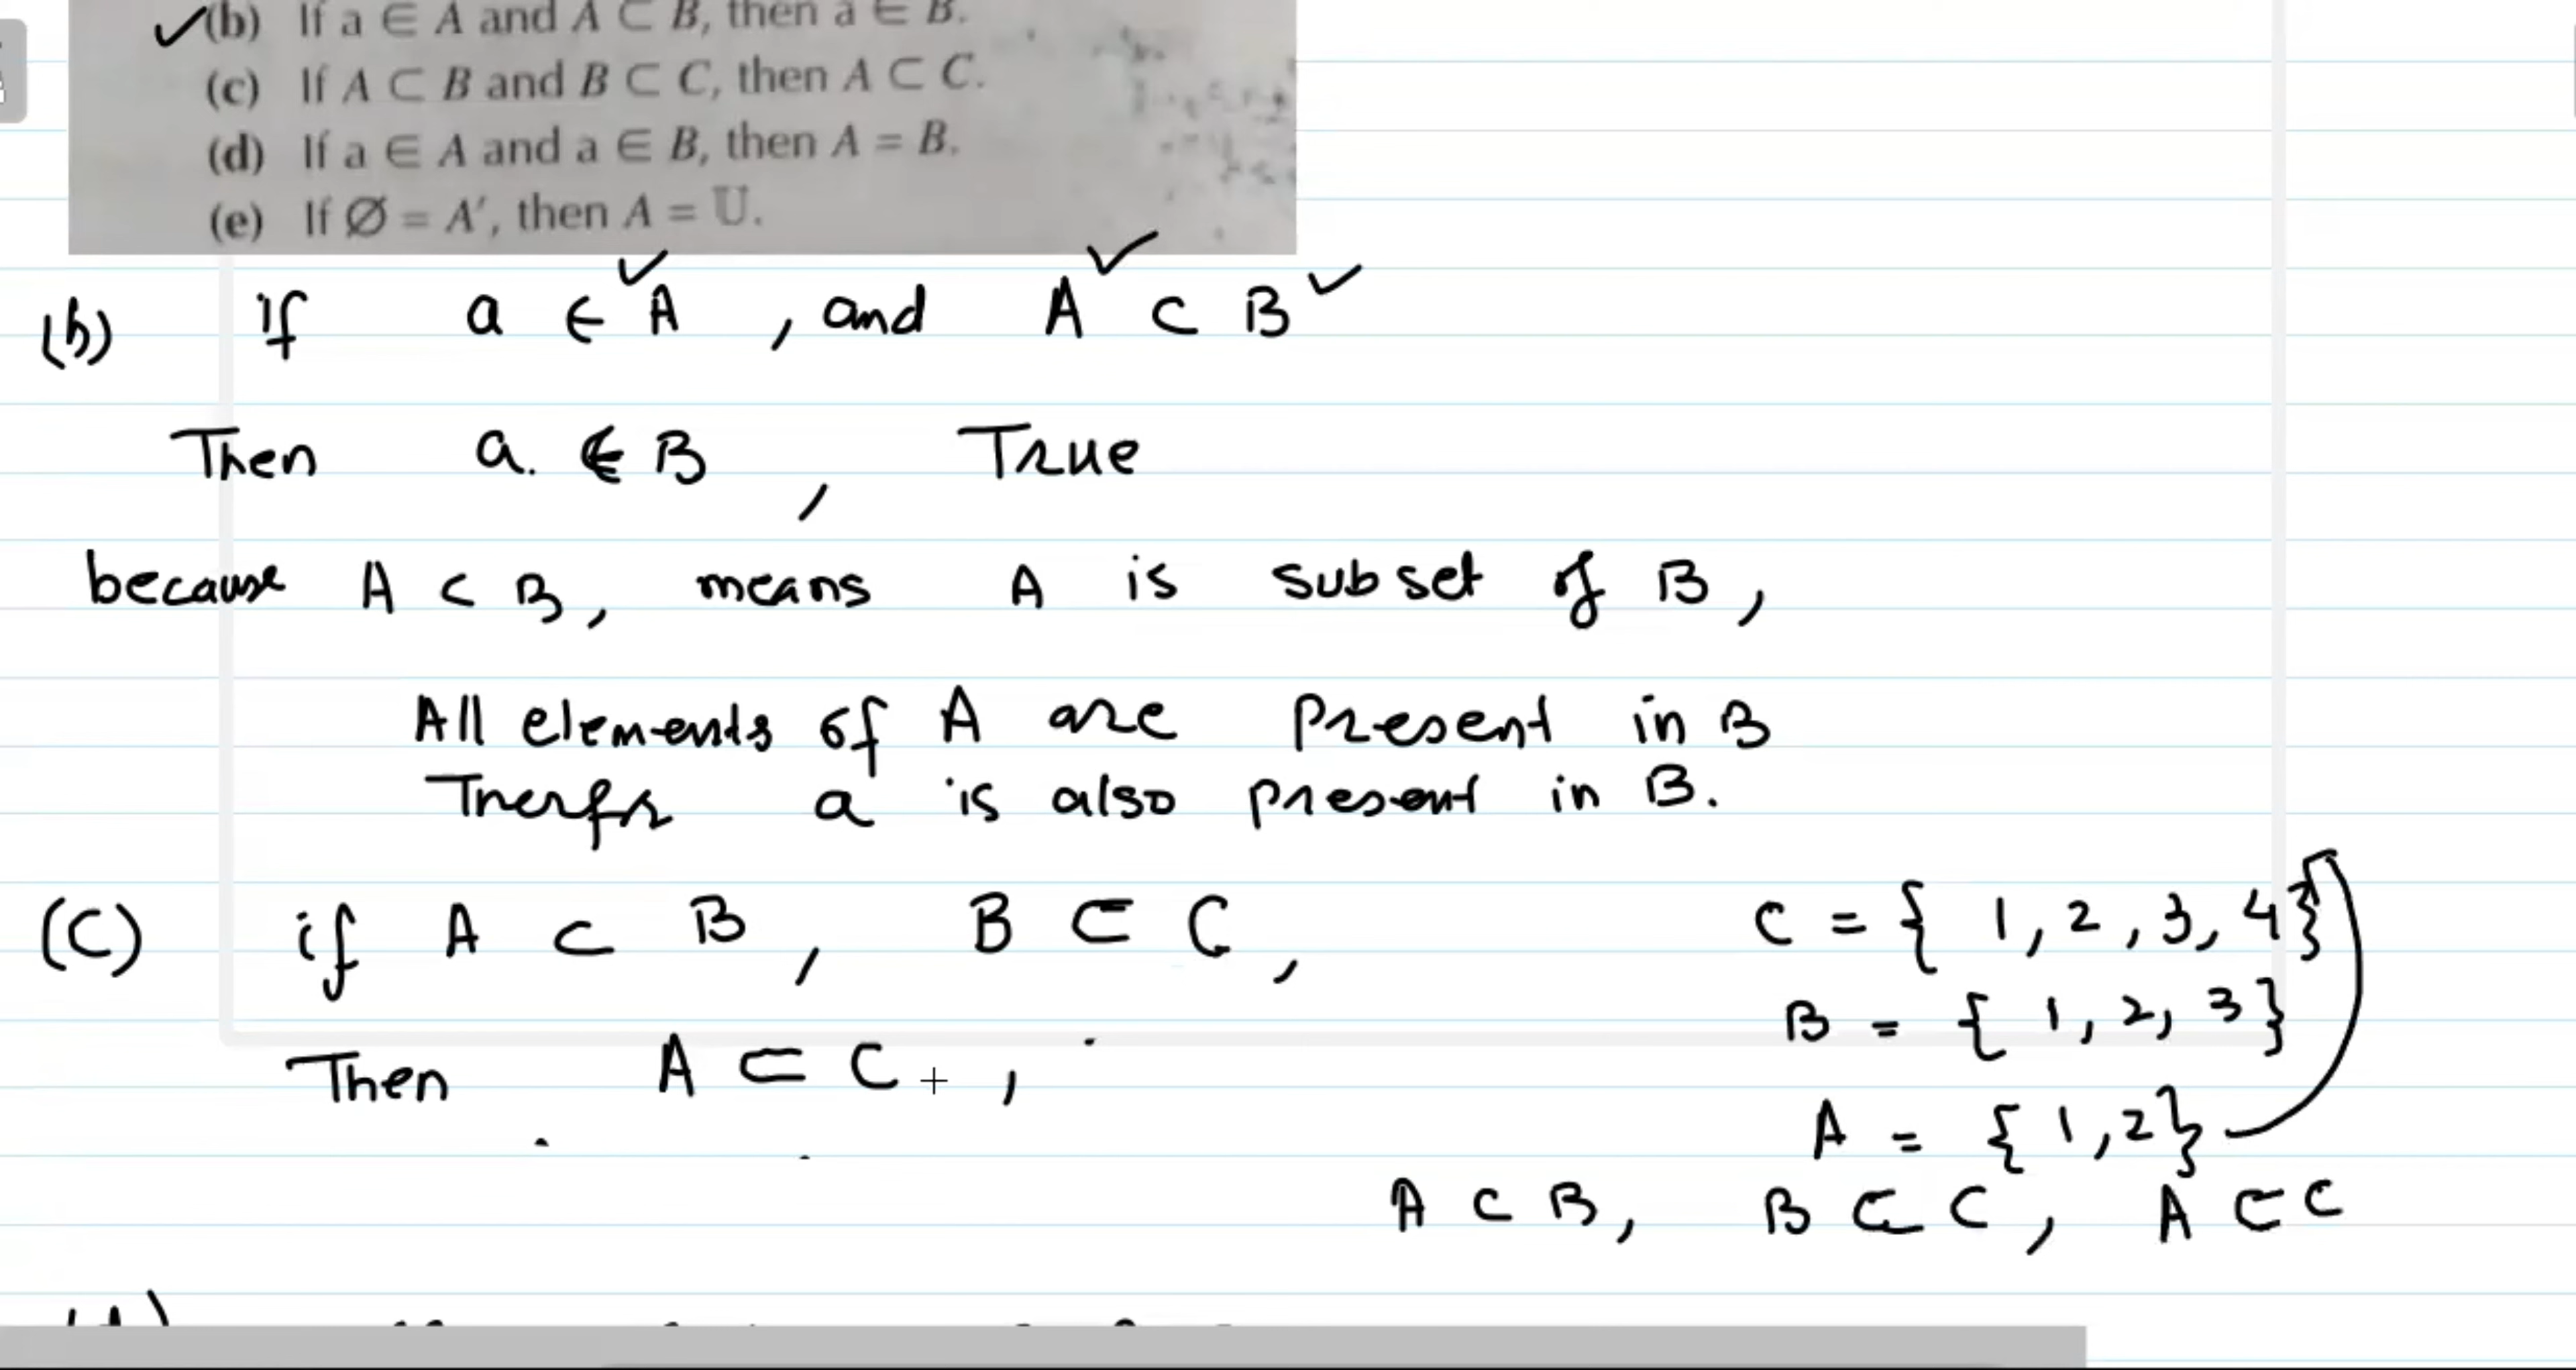 (b) If a ∈ A and A ⊂ B, then a ∈ B.
(c) If A ⊂ B and B ⊂ C, then A ⊂ C.
(d) If a ∈ A and a ∈ B, then A = B.
(e) If Ø = A′, then A = 𝕌.
(b) if a ∈ A , and A ⊂ B
Then a. ∈ B , True
because A ⊂ B, means A is subset of B,
All elements of A are present in B
a is also present in B.
(C) if A ⊂ B , B ⊂ C ,
C = { 1, 2, 3, 4}
B = { 1, 2, 3}
Then A ⊂ C ,
A = { 1, 2}
A ⊂ B, B ⊂ C, A ⊂ C